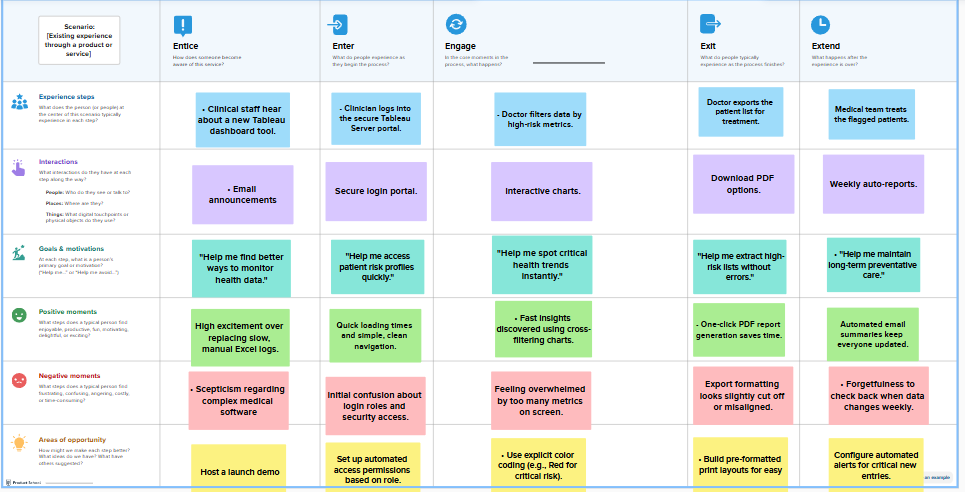 Scenario:
[Existing experience
through a product or
service]
Entice
How does someone become
aware of this service?
Enter
What do people experience as
they begin the process?
Engage
In the core moments in the
process, what happens?
Exit
What do people typically
experience as the process finishes?
Extend
What happens after the
experience is over?
Experience steps
What does the person (or people) at
the center of this scenario typically
experience in each step?
• Clinical staff hear
about a new Tableau
dashboard tool.
• Clinician logs into
the secure Tableau
Server portal.
• Doctor filters data by
high-risk metrics.
Doctor exports the
patient list for
treatment.
Medical team treats
the flagged patients.
Interactions
What interactions do they have at each
step along the way?
People: Who do they see or talk to?
Places: Where are they?
Things: What digital touchpoints or
physical objects do they use?
• Email
announcements
Secure login portal.
Interactive charts.
Download PDF
options.
Weekly auto-reports.
Goals & motivations
At each step, what is a person's
primary goal or motivation?
("Help me..." or "Help me avoid...")
"Help me find better
ways to monitor
health data."
"Help me access
patient risk profiles
quickly."
"Help me spot critical
health trends
instantly."
"Help me extract high-
risk lists without
errors."
• "Help me maintain
long-term preventative
care."
Positive moments
What steps does a typical person find
enjoyable, productive, fun, motivating,
delightful, or exciting?
High excitement over
replacing slow,
manual Excel logs.
Quick loading times
and simple, clean
navigation.
• Fast insights
discovered using cross-
filtering charts.
• One-click PDF report
generation saves time.
Automated email
summaries keep
everyone updated.
Negative moments
What steps does a typical person find
frustrating, confusing, angering, costly,
or time-consuming?
• Scepticism regarding
complex medical
software
Initial confusion about
login roles and
security access.
Feeling overwhelmed
by too many metrics
on screen.
Export formatting
looks slightly cut off
or misaligned.
• Forgetfulness to
check back when data
changes weekly.
Areas of opportunity
How might we make each step better?
What ideas do we have? What have
others suggested?
Host a launch demo
Set up automated
access permissions
based on role.
• Use explicit color
coding (e.g., Red for
critical risk).
• Build pre-formatted
print layouts for easy
Configure automated
alerts for critical new
entries.
Product School
an example